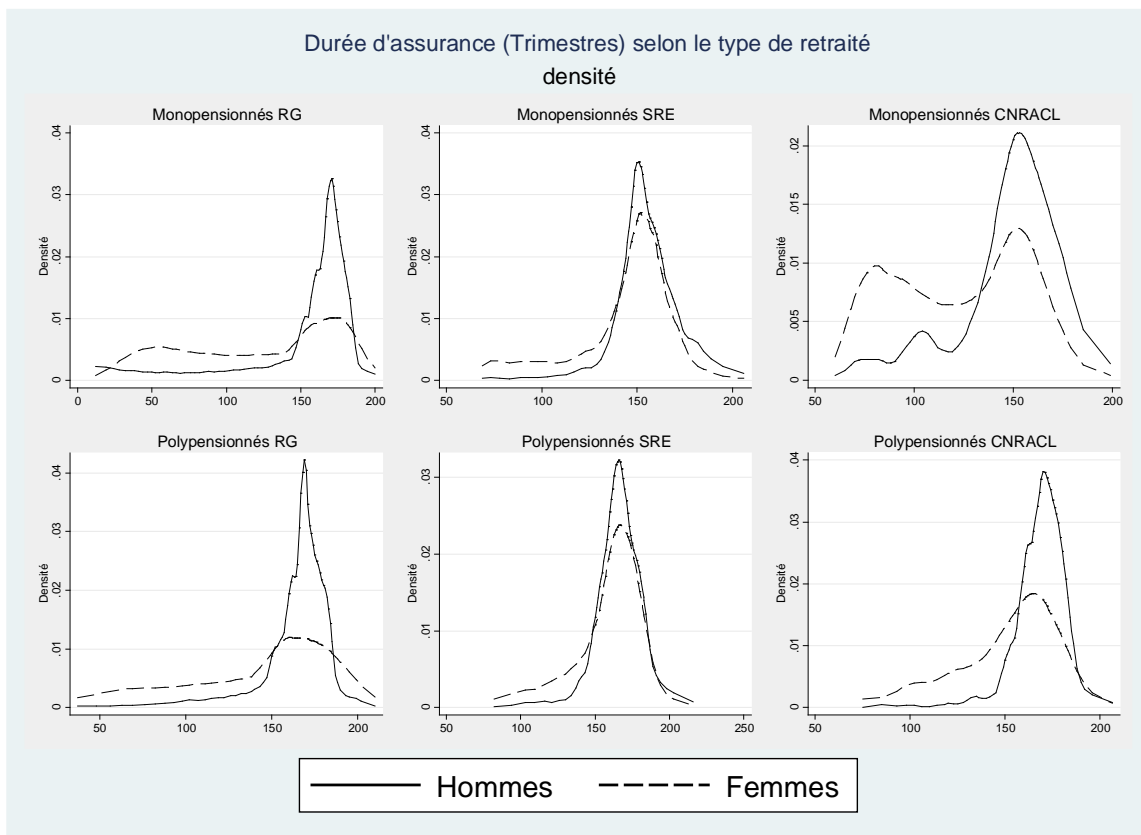 Durée d'assurance (Trimestres) selon le type de retraité
densité
Monopensionnés RG
Densité
0 .01 .02 .03 .04
0 50 100 150 200
Monopensionnés SRE
Densité
0 .01 .02 .03 .04
50 100 150 200 250
Monopensionnés CNRACL
Densité
0 .005 .01 .015 .02
50 100 150 200
Polypensionnés RG
Densité
0 .01 .02 .03 .04
50 100 150 200
Polypensionnés SRE
Densité
0 .01 .02 .03
50 100 150 200 250
Polypensionnés CNRACL
Densité
0 .01 .02 .03 .04
50 100 150 200
Hommes
Femmes